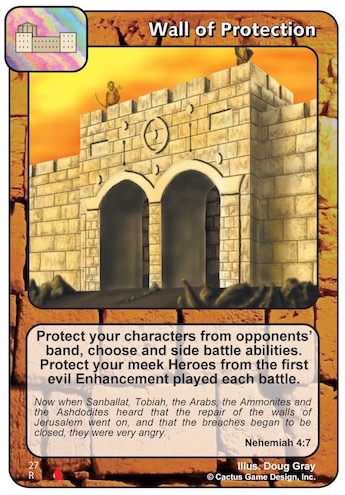 Wall of Protection
Protect your characters from opponents'
band, choose and side battle abilities.
Protect your meek Heroes from the first
evil Enhancement played each battle.
Now when Sanballat, Tobiah, the Arabs, the Ammonites and
the Ashdodites heard that the repair of the walls of
Jerusalem went on, and that the breaches began to be
closed, they were very angry.
Nehemiah 4:7
27
R
Illus. Doug Gray
© Cactus Game Design, Inc.